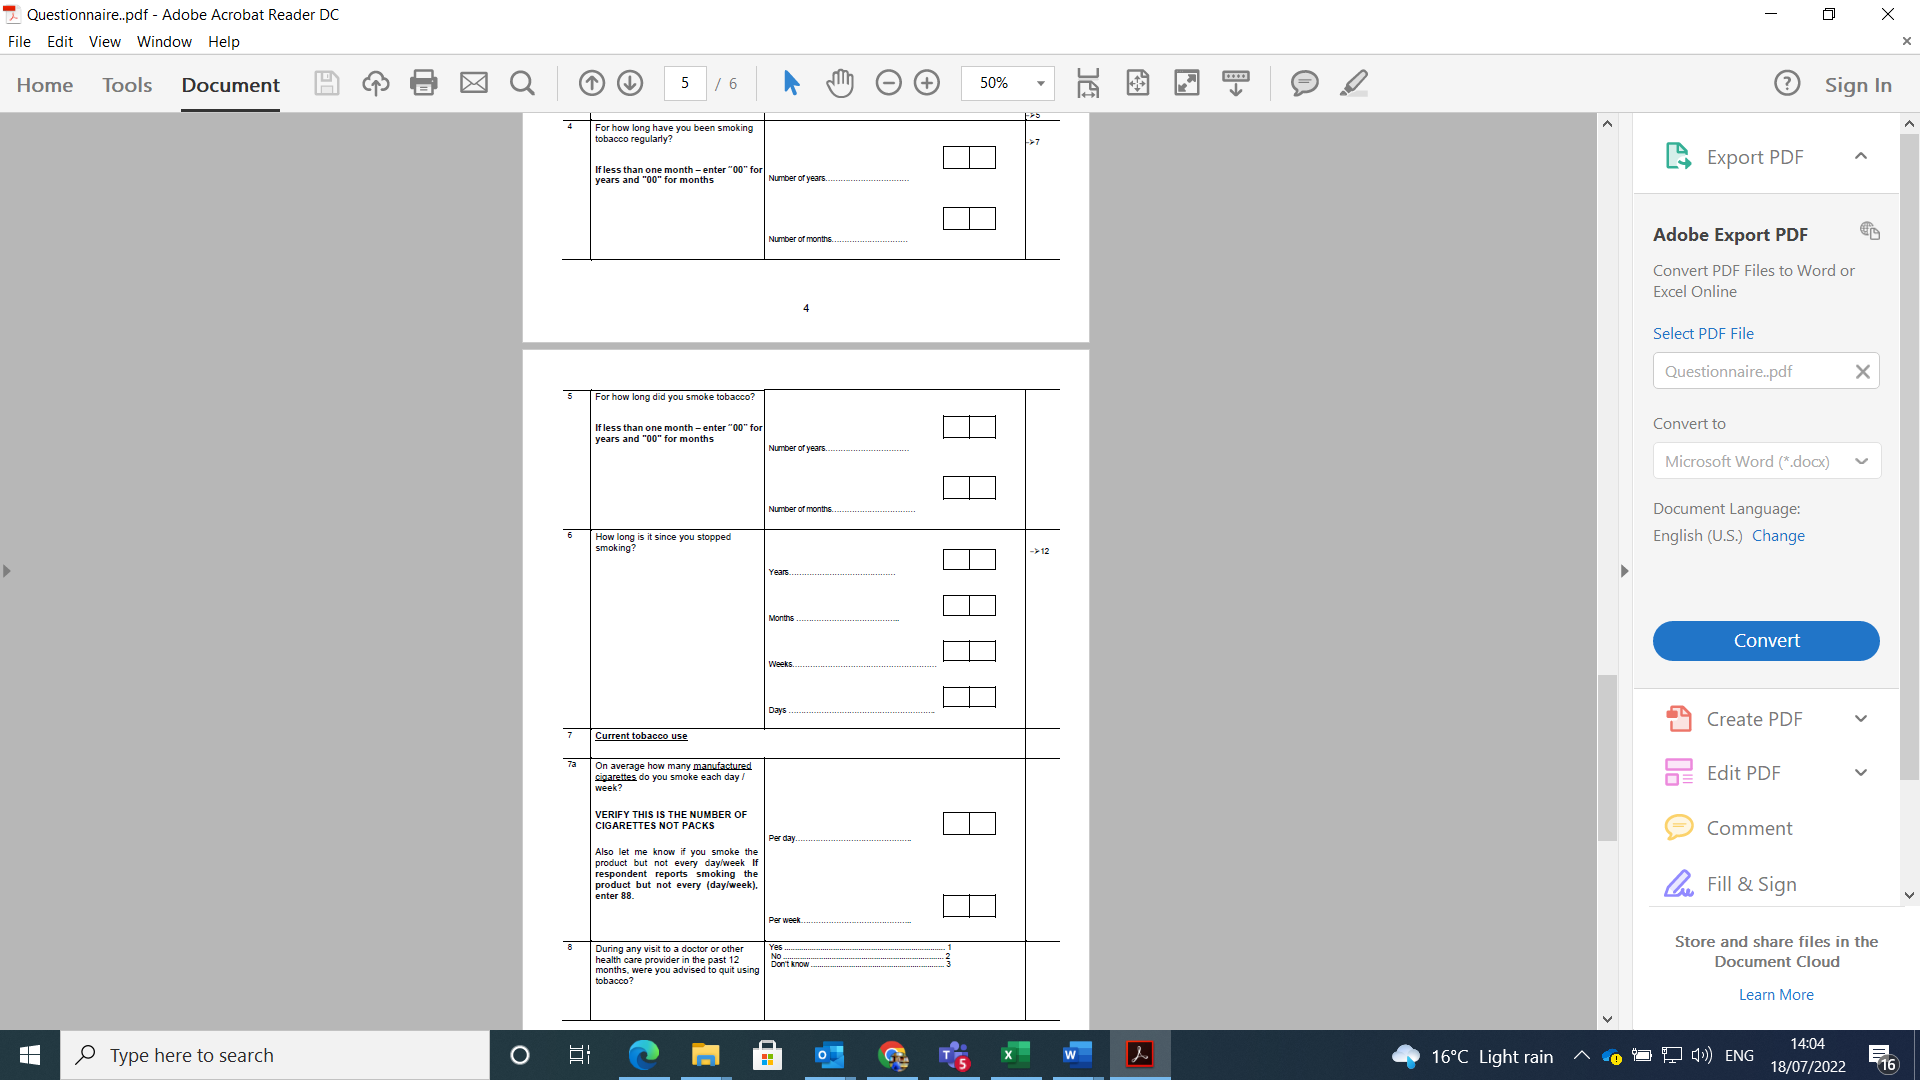 Questionnaire..pdf - Adobe Acrobat Reader DC
File Edit View Window Help
Home Tools Document 5 / 6 50% Sign In
->5
4 For how long have you been smoking
tobacco regularly?
->7
If less than one month – enter "00" for
years and "00" for months
Number of years.................................
Number of months..............................
4
5 For how long did you smoke tobacco?
If less than one month – enter "00" for
years and "00" for months
Number of years.................................
Number of months.................................
6 How long is it since you stopped
smoking?
->12
Years..........................................
Months .........................................
Weeks.........................................................
Days ..........................................................
7 Current tobacco use
7a On average how many manufactured
cigarettes do you smoke each day /
week?
VERIFY THIS IS THE NUMBER OF
CIGARETTES NOT PACKS
Per day..............................................
Also let me know if you smoke the
product but not every day/week If
respondent reports smoking the
product but not every (day/week),
enter 88.
Per week............................................
8 During any visit to a doctor or other
health care provider in the past 12
months, were you advised to quit using
tobacco?
Yes ........................................................................ 1
No ........................................................................ 2
Don't know ........................................................... 3
Export PDF
Adobe Export PDF
Convert PDF Files to Word or
Excel Online
Select PDF File
Questionnaire..pdf
Convert to
Microsoft Word (*.docx)
Document Language:
English (U.S.) Change
Convert
Create PDF
Edit PDF
Comment
Fill & Sign
Store and share files in the
Document Cloud
Learn More
Type here to search
5
16°C Light rain
ENG
14:04
18/07/2022
16